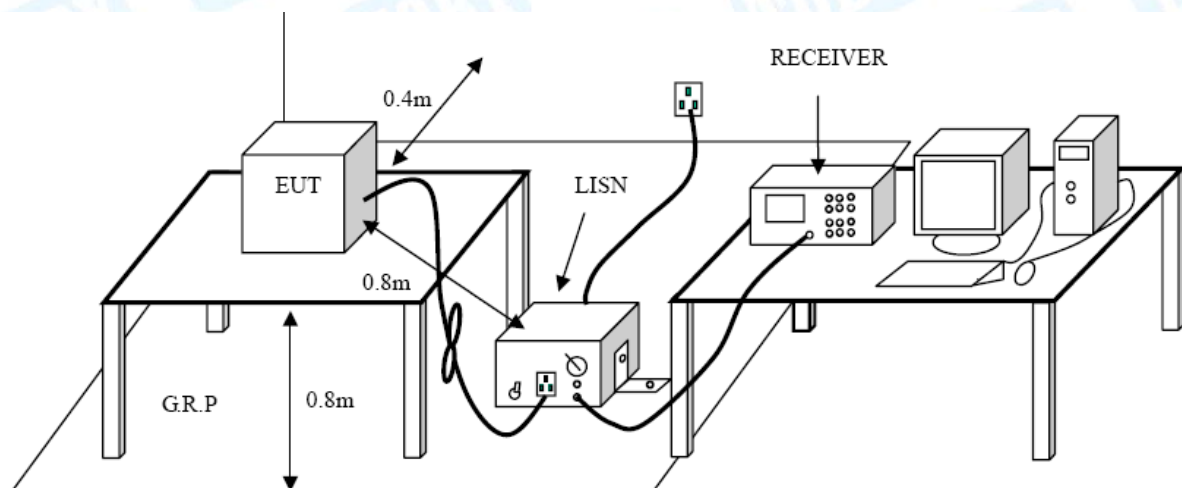 RECEIVER
0.4m
EUT
LISN
0.8m
G.R.P
0.8m